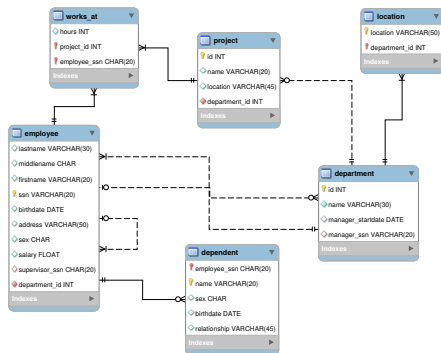 works_at
hours INT
project_id INT
employee_ssn CHAR(20)
Indexes
project
id INT
name VARCHAR(20)
location VARCHAR(45)
department_id INT
Indexes
location
location VARCHAR(50)
department_id INT
Indexes
employee
lastname VARCHAR(30)
middlename CHAR
firstname VARCHAR(20)
ssn VARCHAR(20)
birthdate DATE
address VARCHAR(50)
sex CHAR
salary FLOAT
supervisor_ssn CHAR(20)
department_id INT
Indexes
department
id INT
name VARCHAR(30)
manager_startdate DATE
manager_ssn VARCHAR(20)
Indexes
dependent
employee_ssn CHAR(20)
name VARCHAR(20)
sex CHAR
birthdate DATE
relationship VARCHAR(45)
Indexes